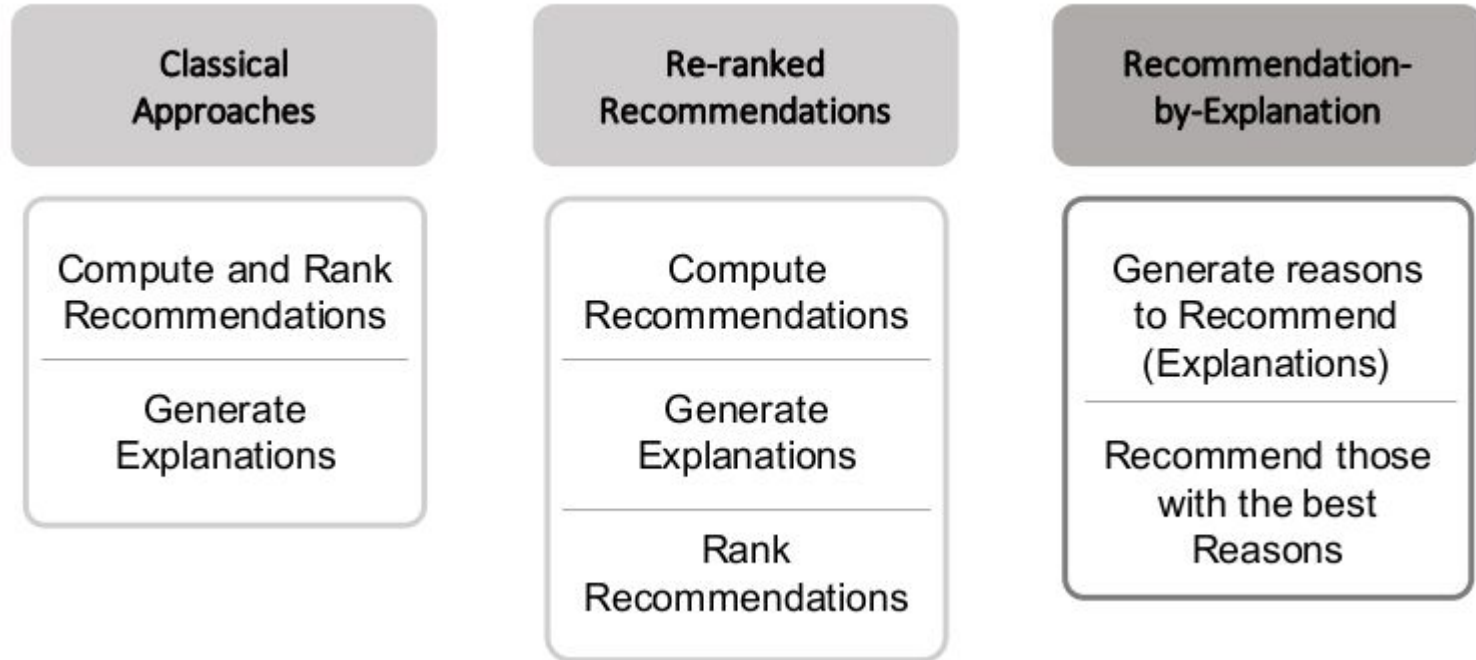 Classical
Approaches
Compute and Rank
Recommendations
Generate
Explanations
Re-ranked
Recommendations
Compute
Recommendations
Generate
Explanations
Rank
Recommendations
Recommendation-
by-Explanation
Generate reasons
to Recommend
(Explanations)
Recommend those
with the best
Reasons